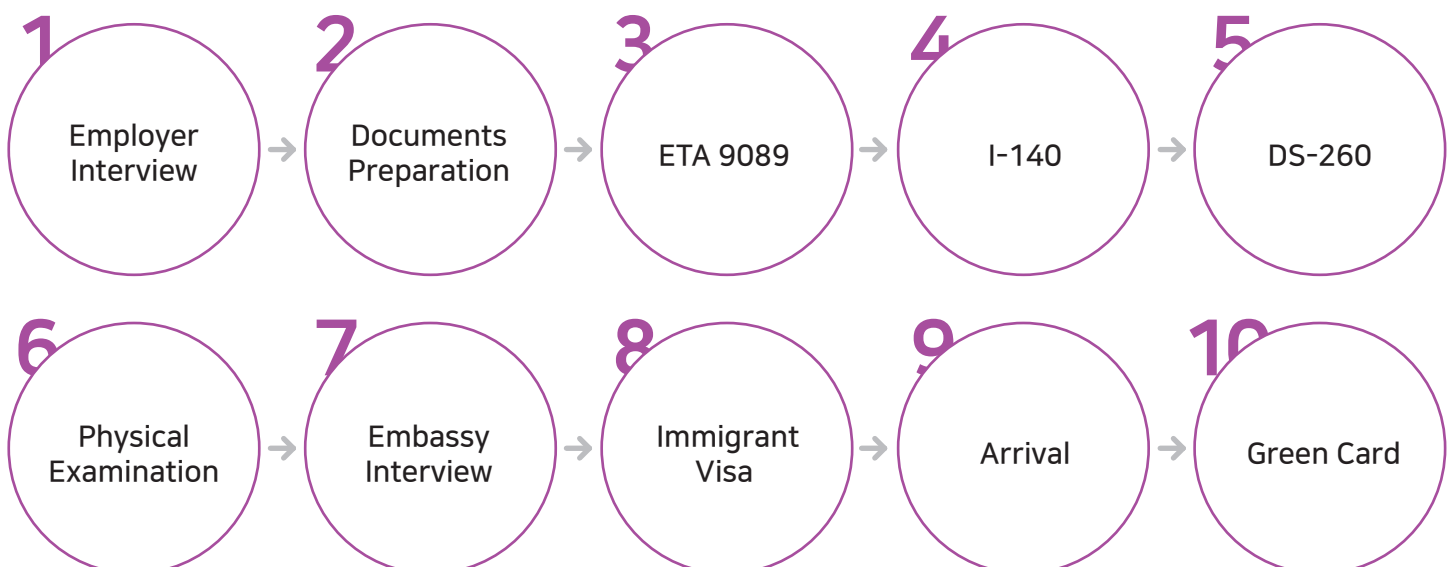 1
Employer
Interview
2
Documents
Preparation
3
ETA 9089
4
I-140
5
DS-260
6
Physical
Examination
7
Embassy
Interview
8
Immigrant
Visa
9
Arrival
10
Green Card